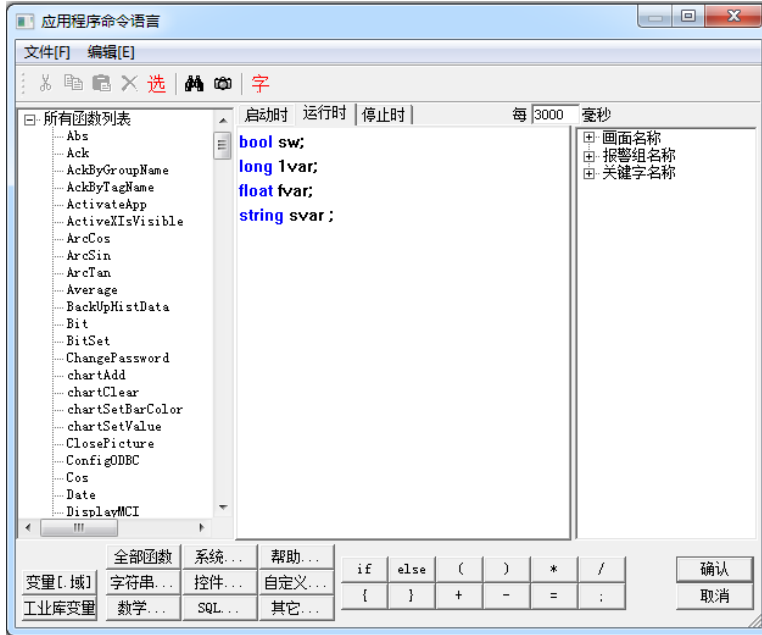 应用程序命令语言
文件[F] 编辑[E]
选 字
启动时 运行时 停止时 每 3000 毫秒
所有函数列表
Abs
Ack
AckByGroupName
AckByTagName
ActivateApp
ActiveXIsVisible
ArcCos
ArcSin
ArcTan
Average
BackUpHistData
Bit
BitSet
ChangePassword
chartAdd
chartClear
chartSetBarColor
chartSetValue
ClosePicture
ConfigODBC
Cos
Date
DisplayMCI
bool sw;
long 1var;
float fvar;
string svar ;
画面名称
报警组名称
关键字名称
全部函数 系统... 帮助...
变量[.域] 字符串... 控件... 自定义...
工业库变量 数学... SQL... 其它...
if else ( ) * /
{ } + - = ;
确认
取消